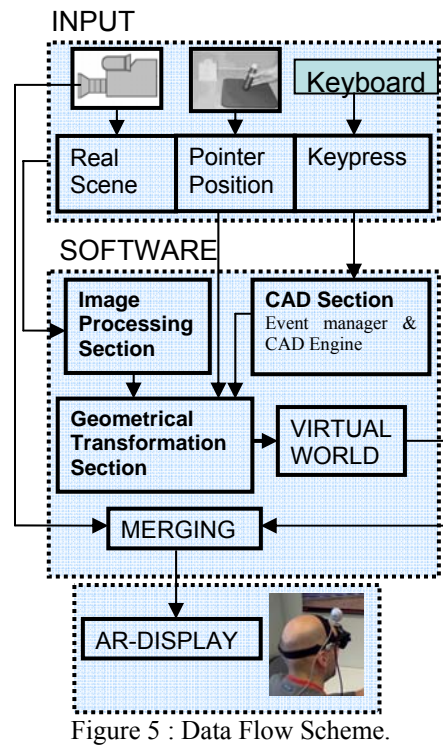 INPUT
Keyboard
Real
Scene
Pointer
Position
Keypress
SOFTWARE
Image
Processing
Section
CAD Section
Event manager &
CAD Engine
Geometrical
Transformation
Section
VIRTUAL
WORLD
MERGING
AR-DISPLAY
Figure 5 : Data Flow Scheme.